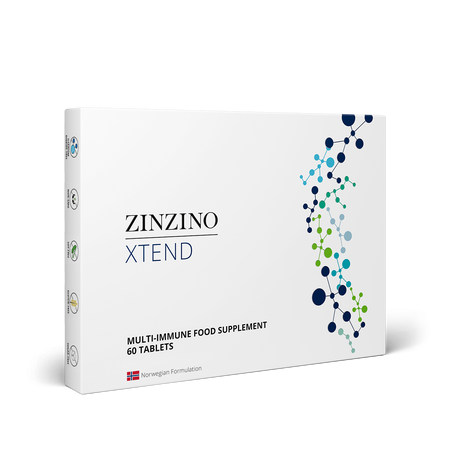 ZINZINO
XTEND
MULTI-IMMUNE FOOD SUPPLEMENT
60 TABLETS
Norwegian Formulation